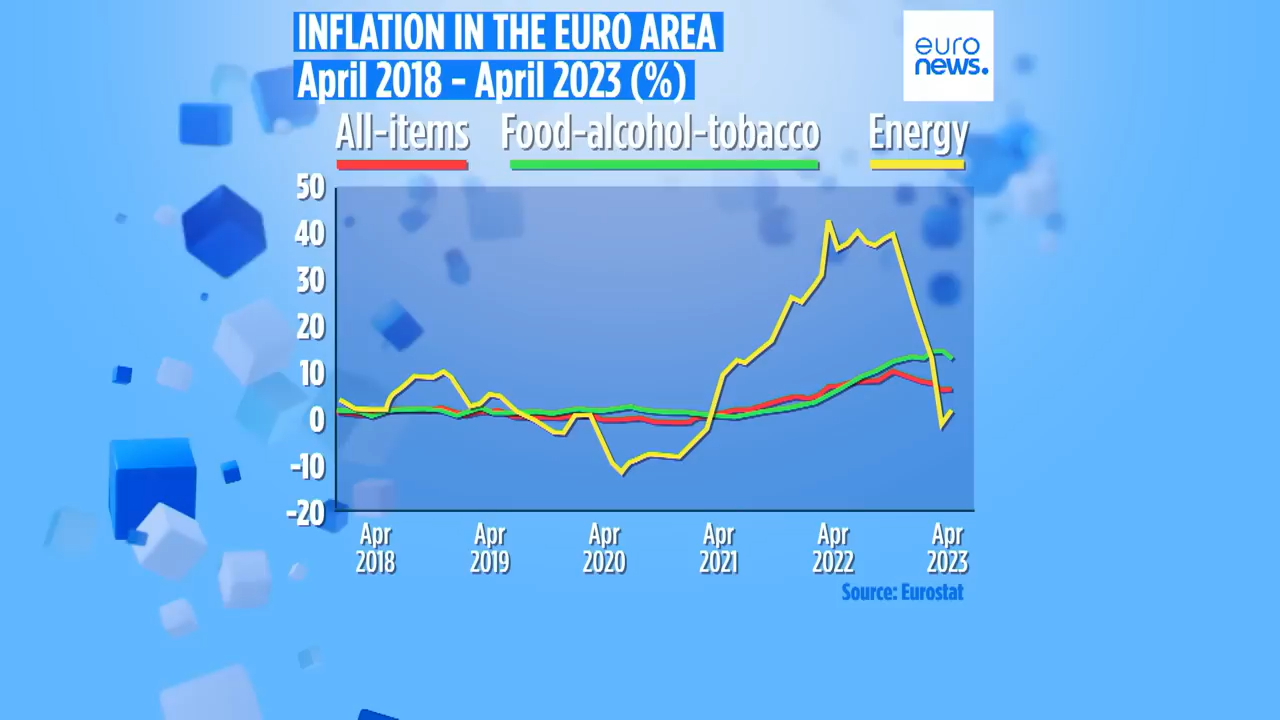 INFLATION IN THE EURO AREA
April 2018 - April 2023 (%)
euro
news.
All-items Food-alcohol-tobacco Energy
50
40
30
20
10
0
-10
-20
Apr Apr Apr Apr Apr Apr
2018 2019 2020 2021 2022 2023
Source: Eurostat